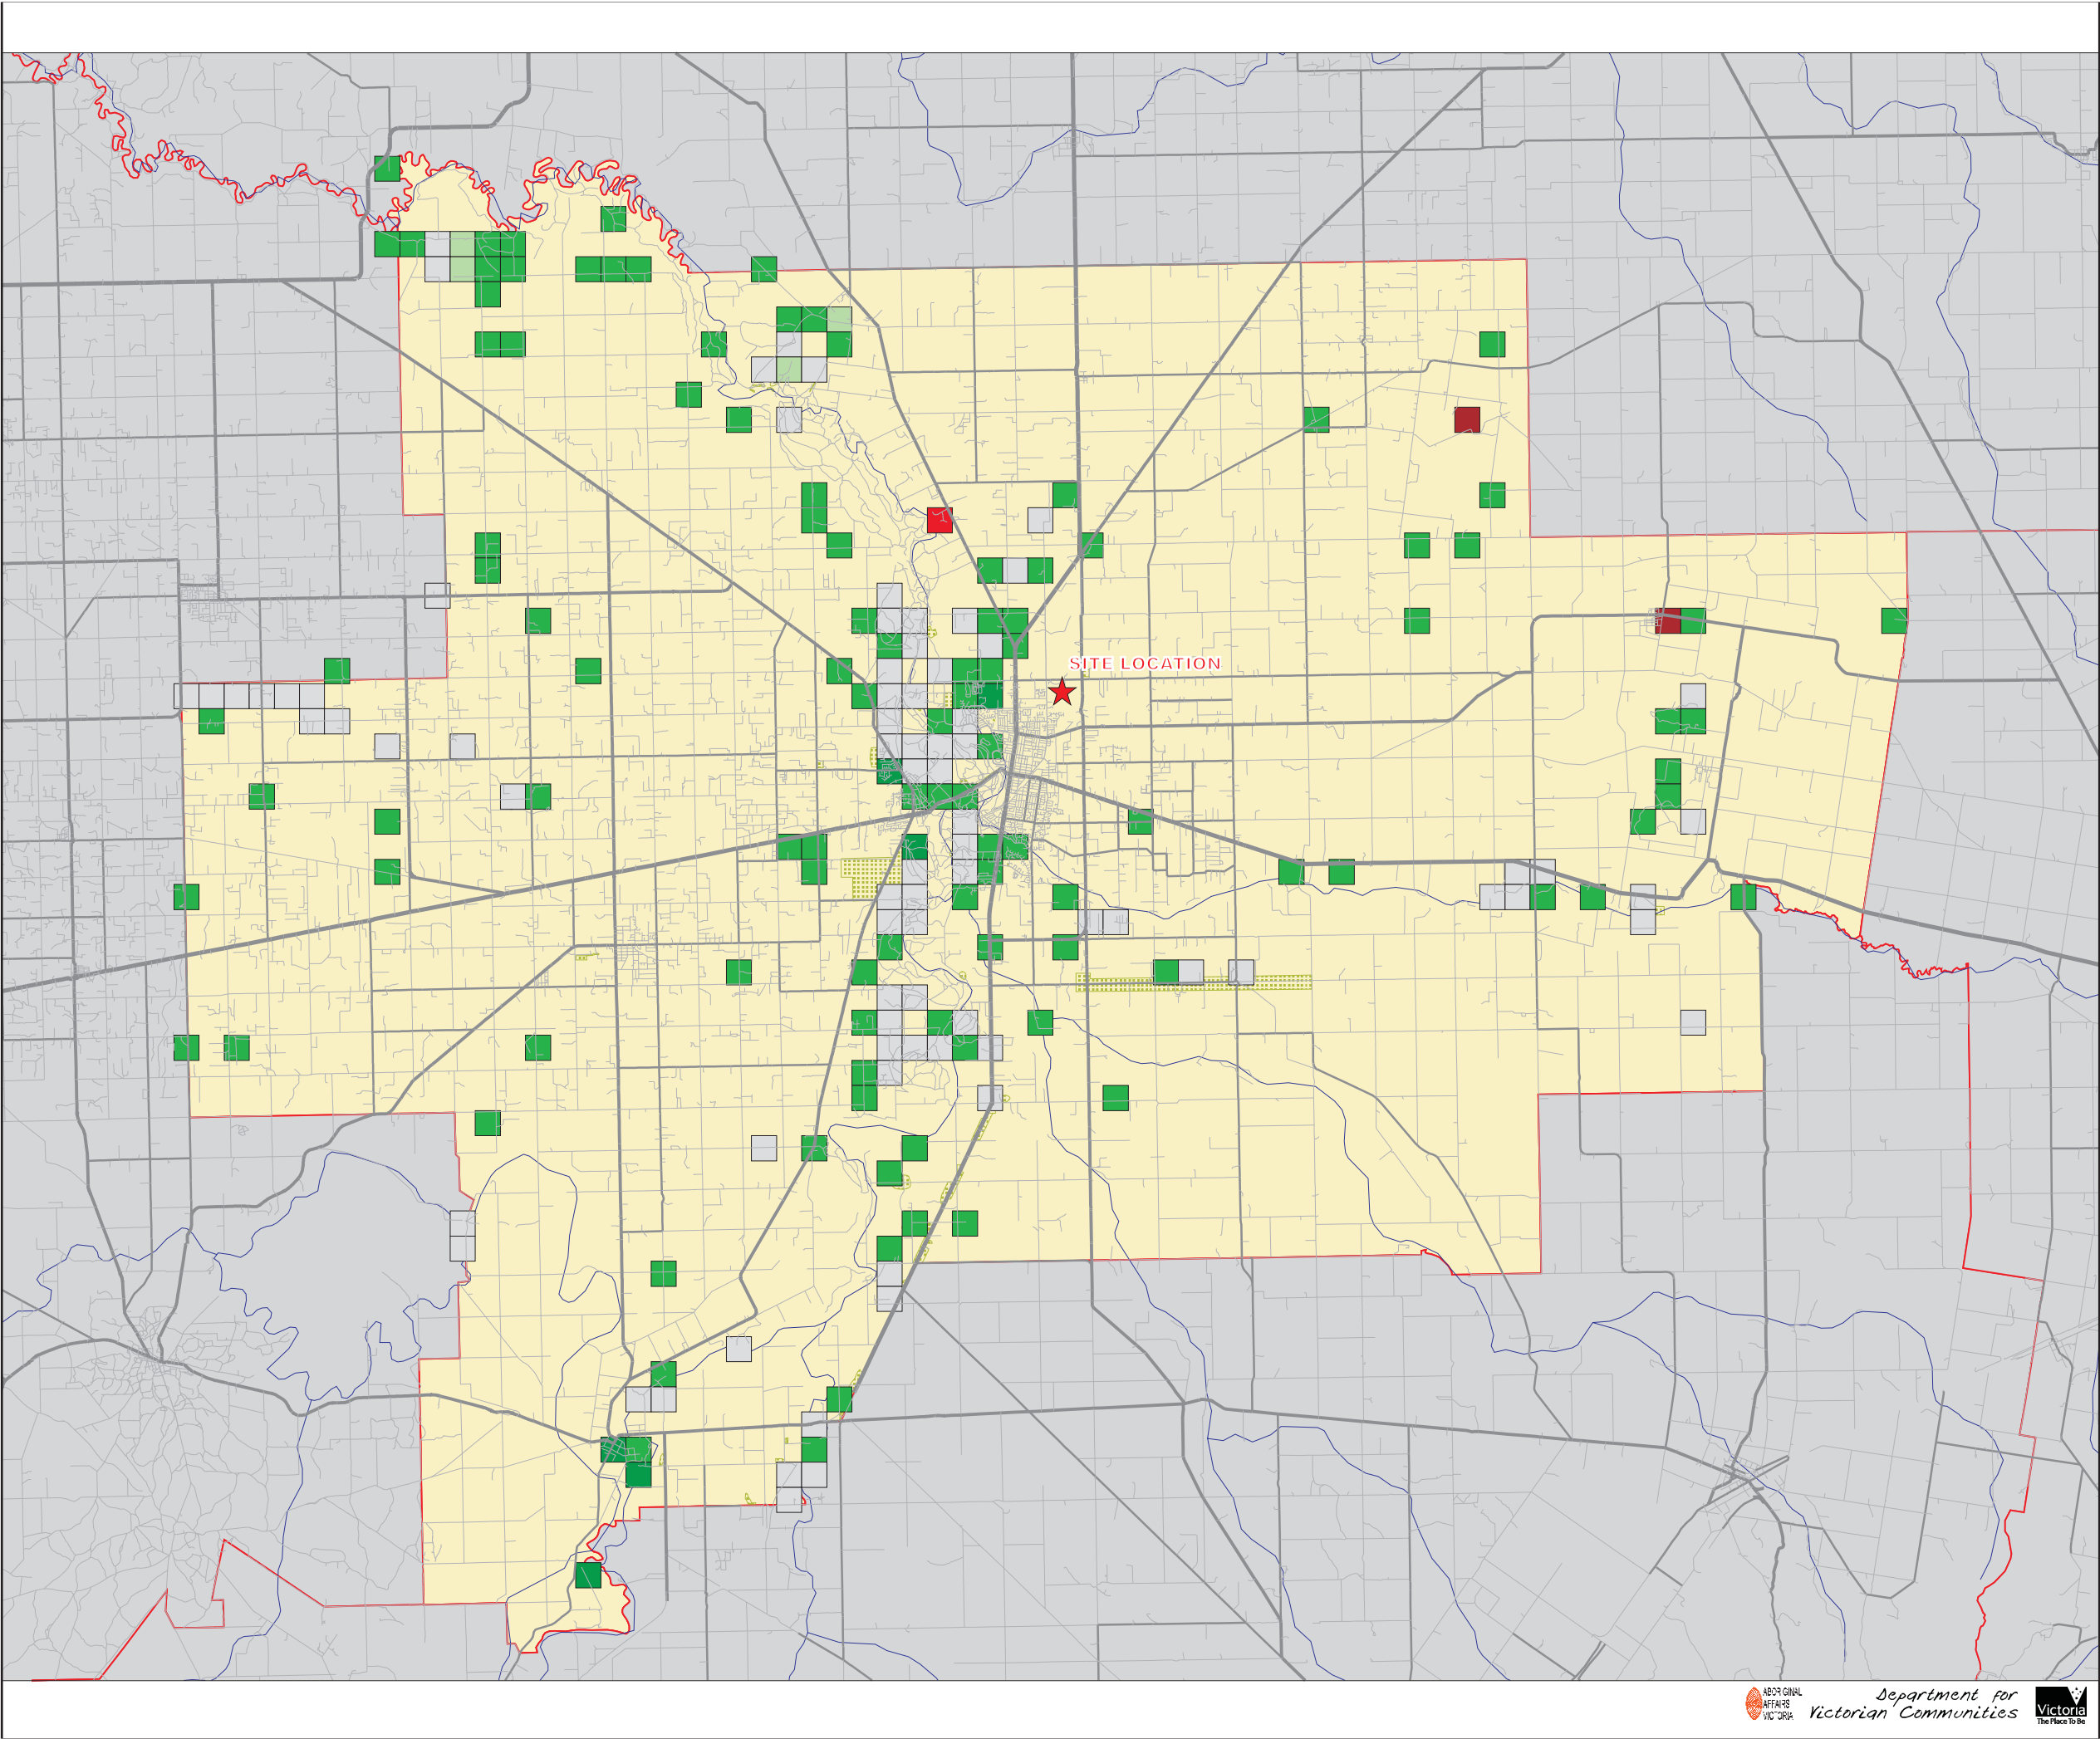 SITE LOCATION
ABORIGINAL
AFFAIRS
VICTORIA
Department for
Victorian Communities
Victoria
The Place To Be